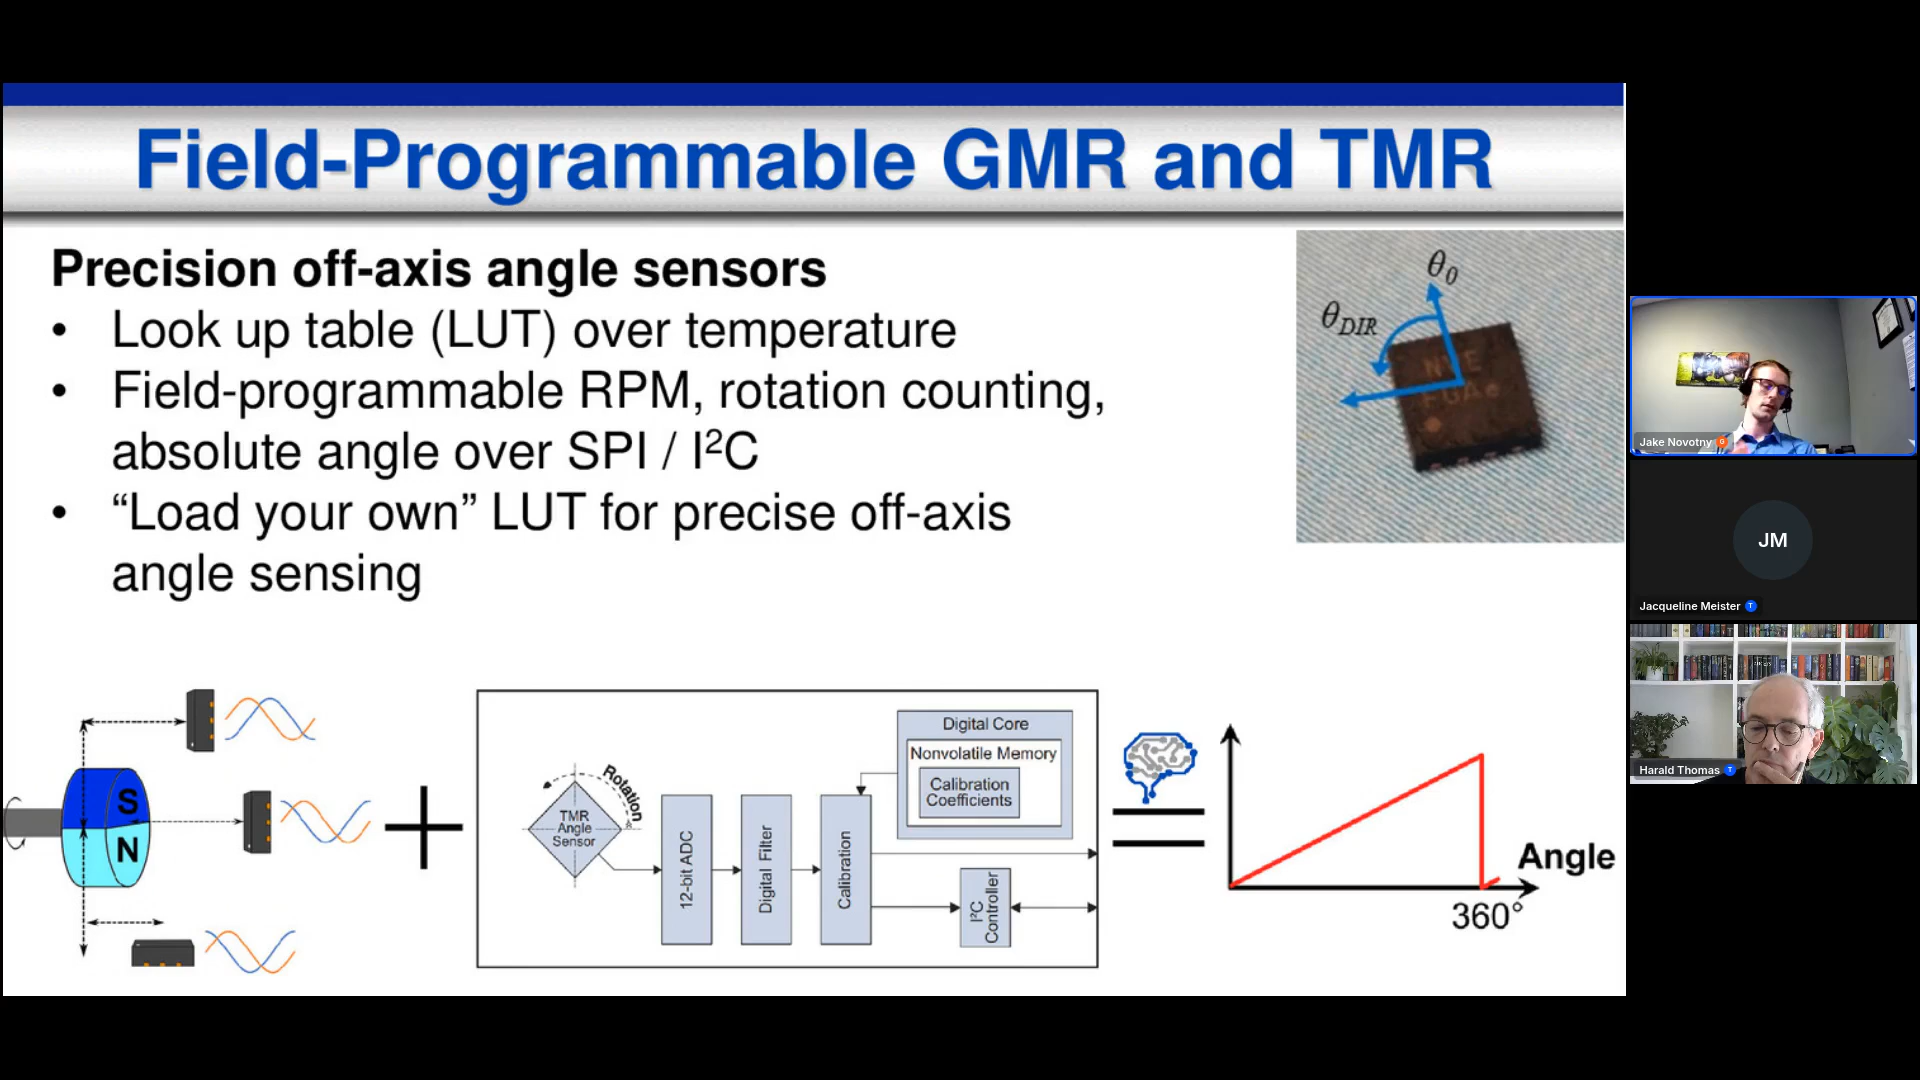 Field-Programmable GMR and TMR
Precision off-axis angle sensors
• Look up table (LUT) over temperature
• Field-programmable RPM, rotation counting,
absolute angle over SPI / I²C
• “Load your own” LUT for precise off-axis
angle sensing
θ0
θDIR
S
N
Rotation
TMR
Angle
Sensor
12-bit ADC
Digital Filter
Calibration
Digital Core
Nonvolatile Memory
Calibration
Coefficients
I²C
Controller
Angle
360°
Jake Novotny
G
JM
Jacqueline Meister
T
Harald Thomas
T